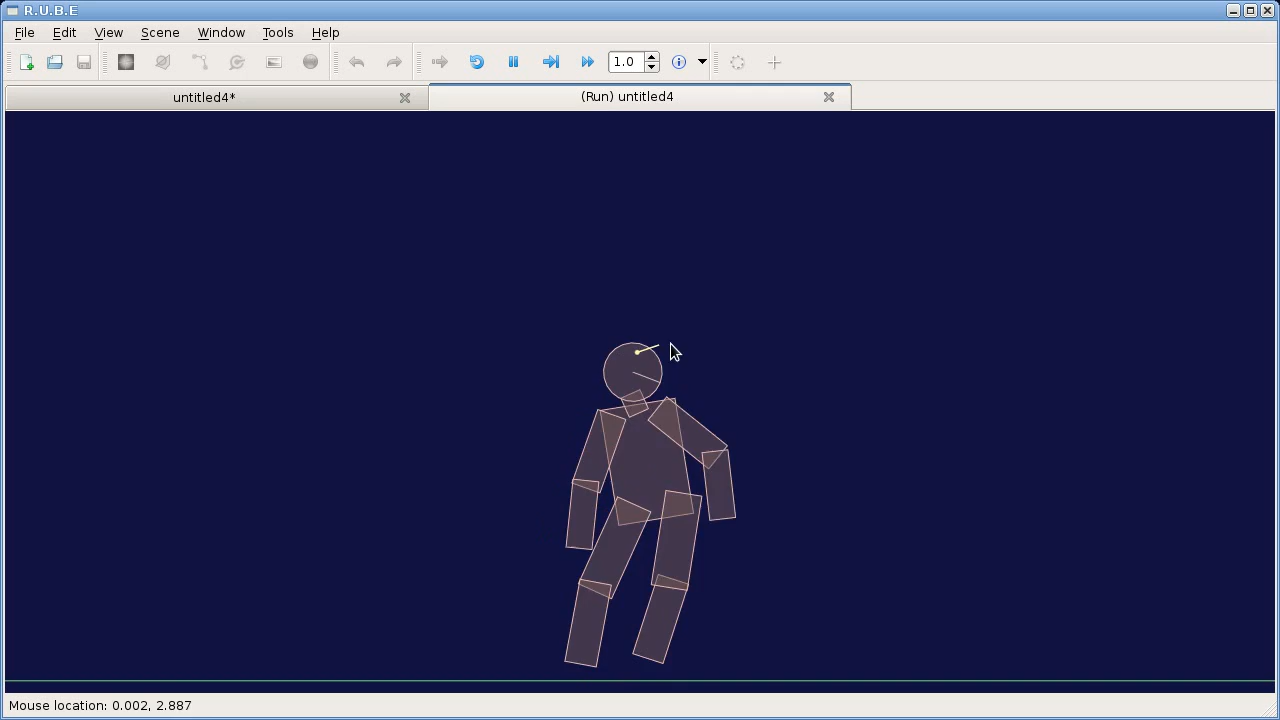 R.U.B.E
File Edit View Scene Window Tools Help
1.0
untitled4*
(Run) untitled4
Mouse location: 0.002, 2.887